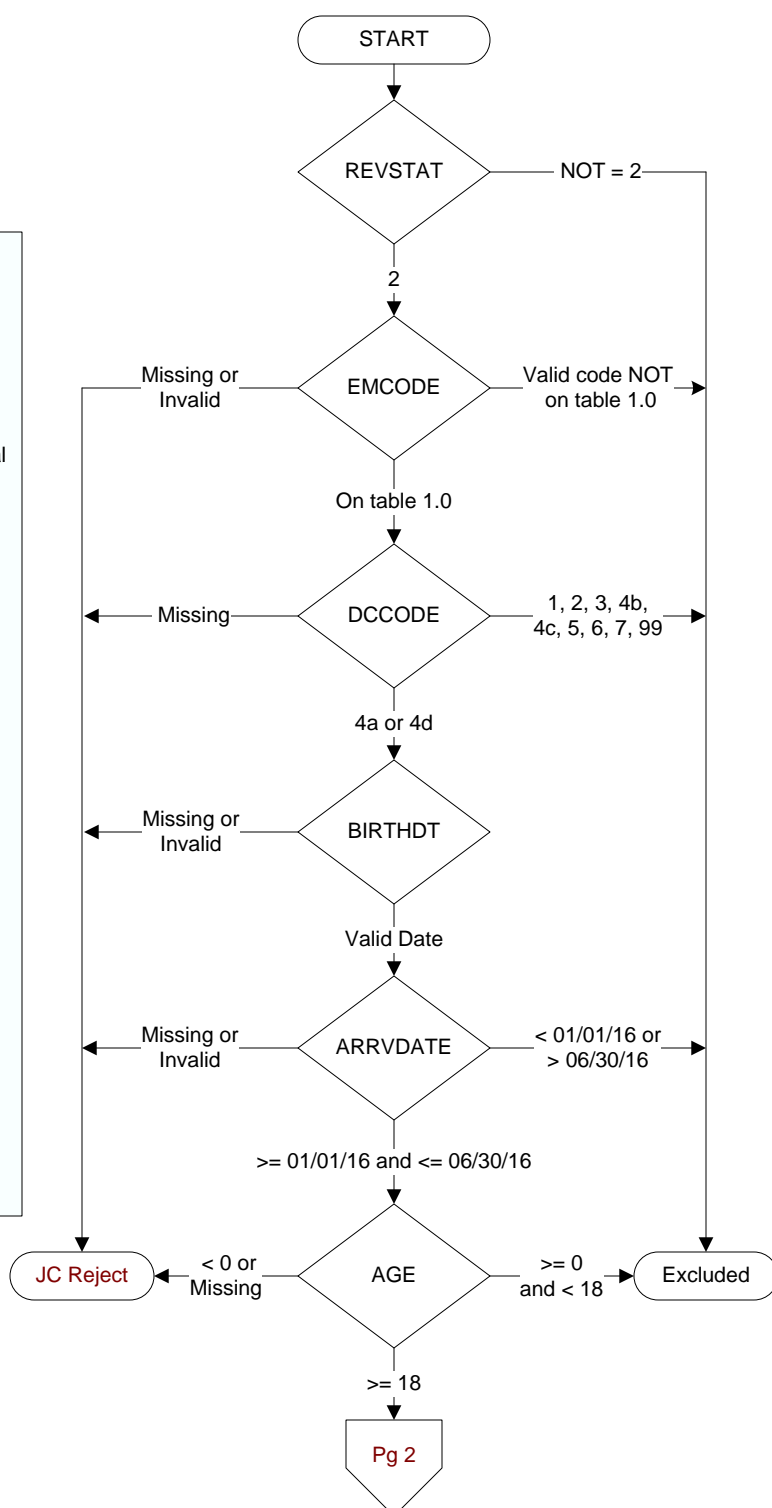 START
REVSTAT
NOT = 2
2
Missing or
Invalid
EMCODE
Valid code NOT
on table 1.0
al
On table 1.0
Missing
DCCODE
1, 2, 3, 4b,
4c, 5, 6, 7, 99
4a or 4d
Missing or
Invalid
BIRTHDT
Valid Date
Missing or
Invalid
ARRVDATE
< 01/01/16 or
> 06/30/16
>= 01/01/16 and <= 06/30/16
JC Reject
< 0 or
Missing
AGE
>= 0
and < 18
Excluded
>= 18
Pg 2